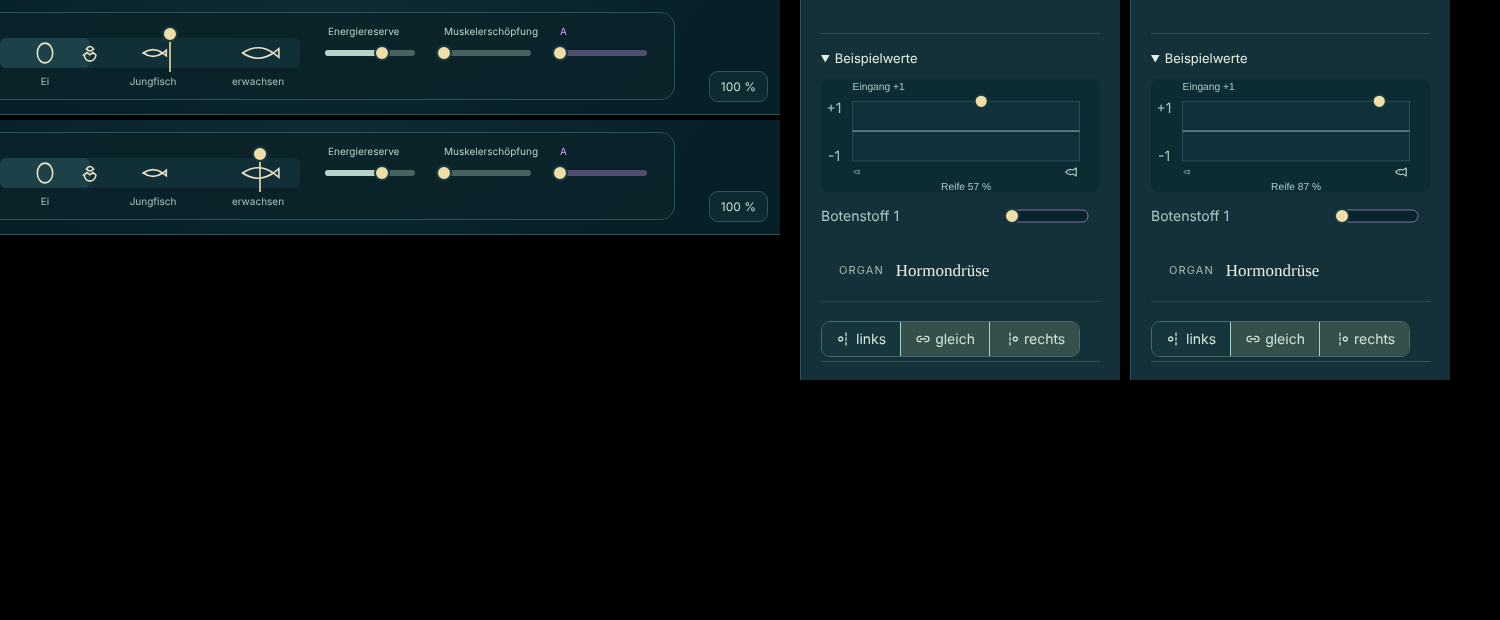 Energiereserve Muskelerschöpfung A
Ei Jungfisch erwachsen
100 %
Energiereserve Muskelerschöpfung A
Ei Jungfisch erwachsen
100 %
▼ Beispielwerte
Eingang +1
+1
-1
Reife 57 %
Botenstoff 1
ORGAN Hormondrüse
links gleich rechts
▼ Beispielwerte
Eingang +1
+1
-1
Reife 87 %
Botenstoff 1
ORGAN Hormondrüse
links gleich rechts